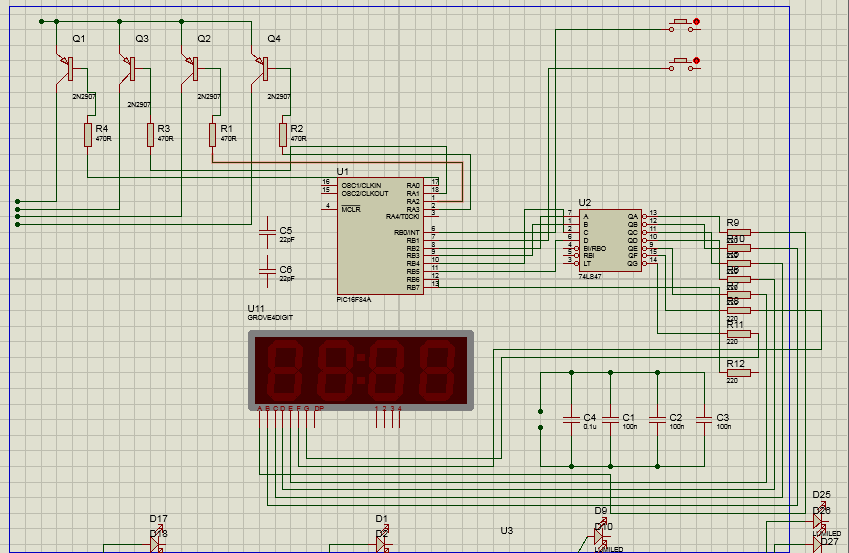 Q1 Q3 Q2 Q4
2N2907 2N2907 2N2907 2N2907
R4 R3 R1 R2
470R 470R 470R 470R
U1
16 OSC1/CLKIN RA0 17
15 OSC2/CLKOUT RA1 18
RA2 1
4 MCLR RA3 2
RA4/T0CKI 3
RB0/INT 6
RB1 7
RB2 8
RB3 9
RB4 10
RB5 11
RB6 12
RB7 13
PIC16F84A
U2
7 A QA 13
1 B QB 12
2 C QC 11
6 D QD 10
4 BI/RBO QE 9
5 RBI QF 15
3 LT QG 14
74LB47
C5
22pF
C6
22pF
R9
R10
R11
220
R12
220
U11
GROVE4DIGIT
A B C D E F G DP 1 2 3 4
C4 C1 C2 C3
0.1u 100n 100n 100n
D17 D1 D9 D25
D18 D2 D10 D26
U3
LUMILED LUMILED
D27